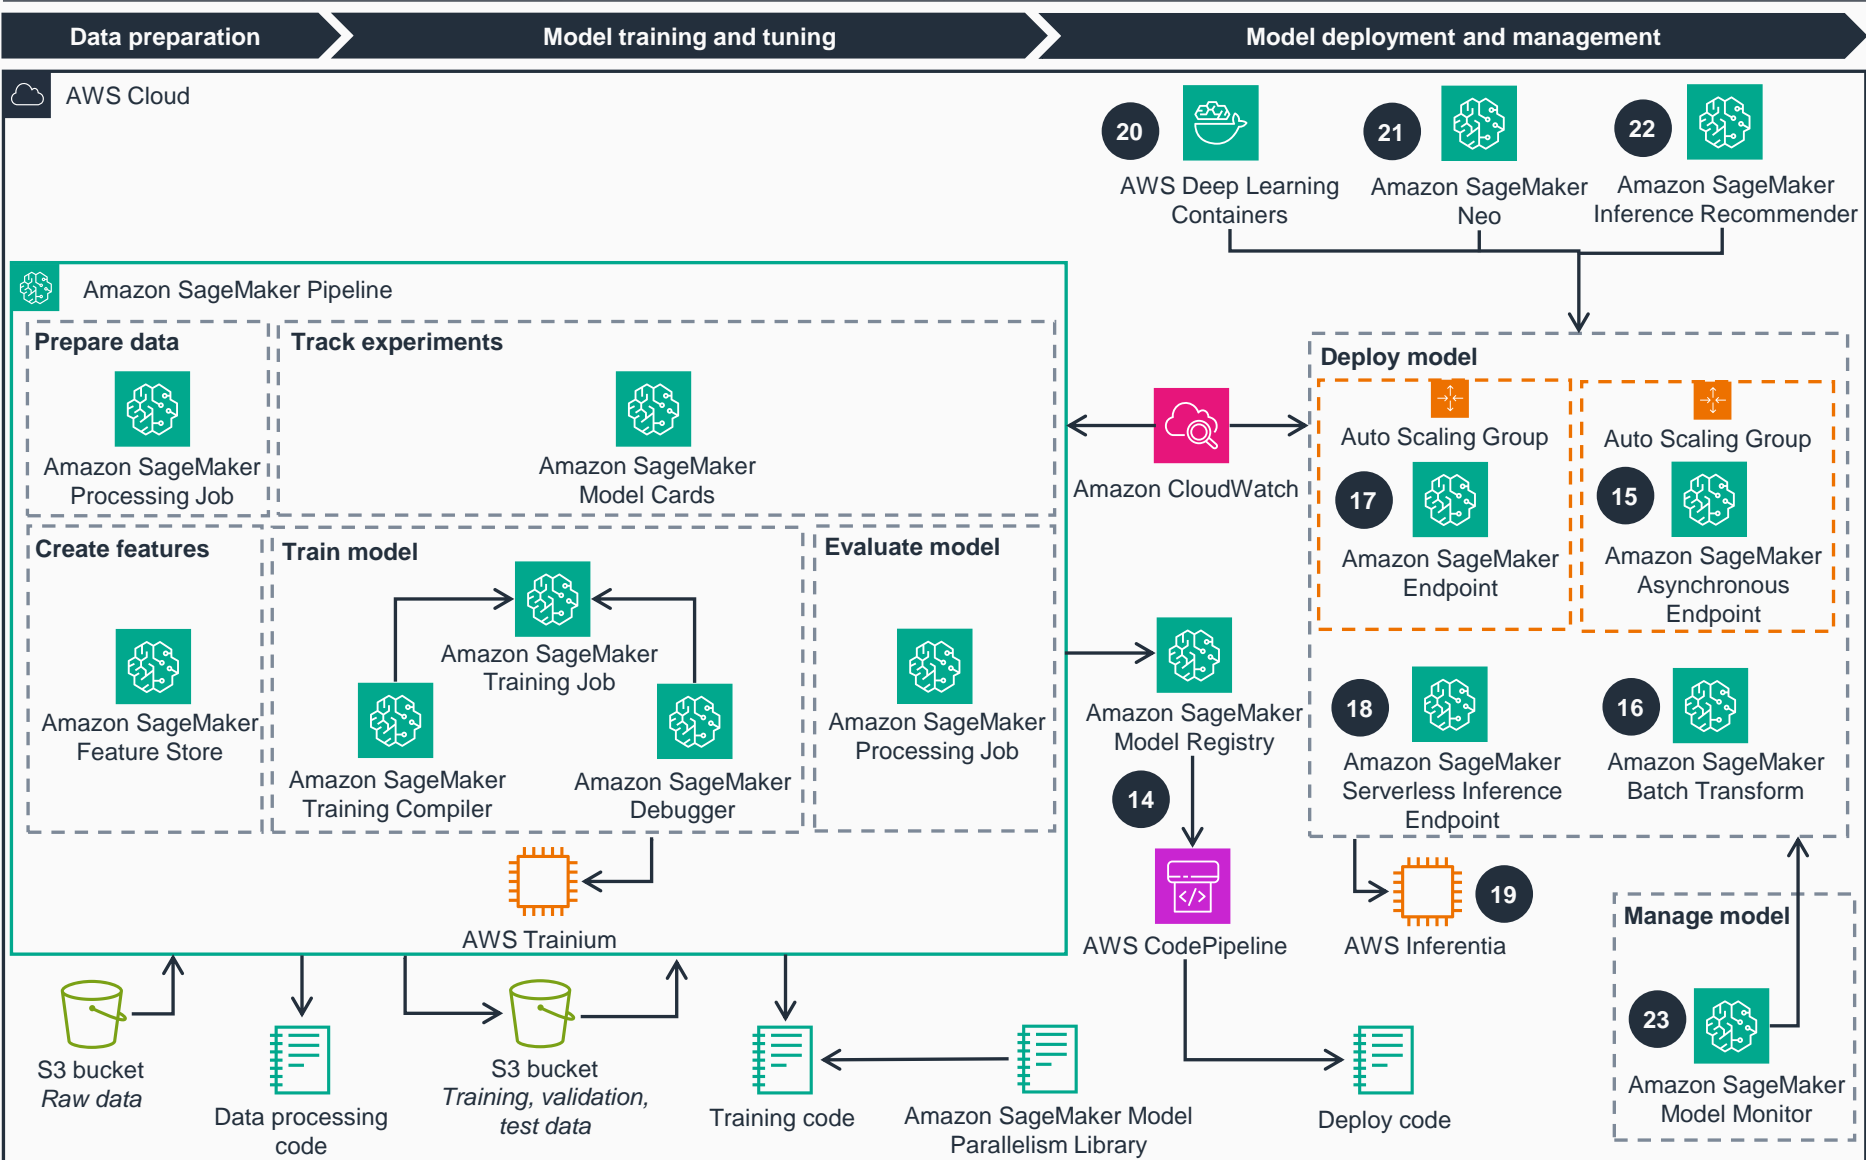 Data preparation
Model training and tuning
Model deployment and management
AWS Cloud
20
AWS Deep Learning
Containers
21
Amazon SageMaker
Neo
22
Amazon SageMaker
Inference Recommender
Amazon SageMaker Pipeline
Prepare data
Amazon SageMaker
Processing Job
Track experiments
Amazon SageMaker
Model Cards
Create features
Amazon SageMaker
Feature Store
Train model
Amazon SageMaker
Training Job
Amazon SageMaker
Training Compiler
Amazon SageMaker
Debugger
Evaluate model
Amazon SageMaker
Processing Job
AWS Trainium
Amazon CloudWatch
Amazon SageMaker
Model Registry
14
</>
AWS CodePipeline
Deploy model
Auto Scaling Group
17
Amazon SageMaker
Endpoint
Auto Scaling Group
15
Amazon SageMaker
Asynchronous
Endpoint
18
Amazon SageMaker
Serverless Inference
Endpoint
16
Amazon SageMaker
Batch Transform
19
AWS Inferentia
Manage model
23
Amazon SageMaker
Model Monitor
S3 bucket
Raw data
Data processing
code
S3 bucket
Training, validation,
test data
Training code
Amazon SageMaker Model
Parallelism Library
Deploy code